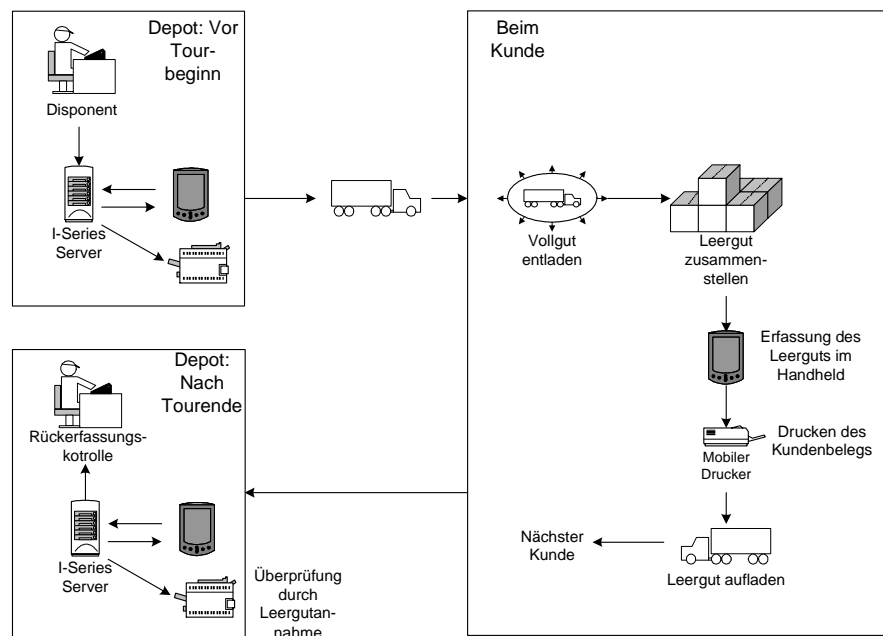 Depot: Vor
Tour-
beginn
Disponent
I-Series
Server
Beim
Kunde
Vollgut
entladen
Leergut
zusammen-
stellen
Erfassung des
Leerguts im
Handheld
Drucken des
Kundenbelegs
Mobiler
Drucker
Nächster
Kunde
Leergut aufladen
Depot:
Nach
Tourende
Rückerfassungs-
kotrolle
I-Series
Server
Überprüfung
durch
Leergutan-
nahme